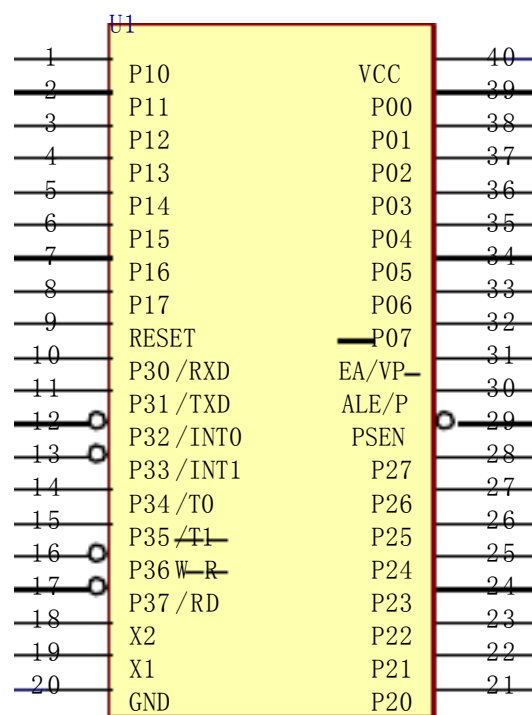 U1
1 40
P10 VCC
2 39
P11 P00
3 38
P12 P01
4 37
P13 P02
5 36
P14 P03
6 35
P15 P04
7 34
P16 P05
8 33
P17 P06
9 32
RESET P07
10 31
P30/RXD EA/VP
11 30
P31/TXD ALE/P
12 29
P32/INT0 PSEN
13 28
P33/INT1 P27
14 27
P34/T0 P26
15 26
P35/T1 P25
16 25
P36 W R P24
17 24
P37/RD P23
18 23
X2 P22
19 22
X1 P21
20 21
GND P20